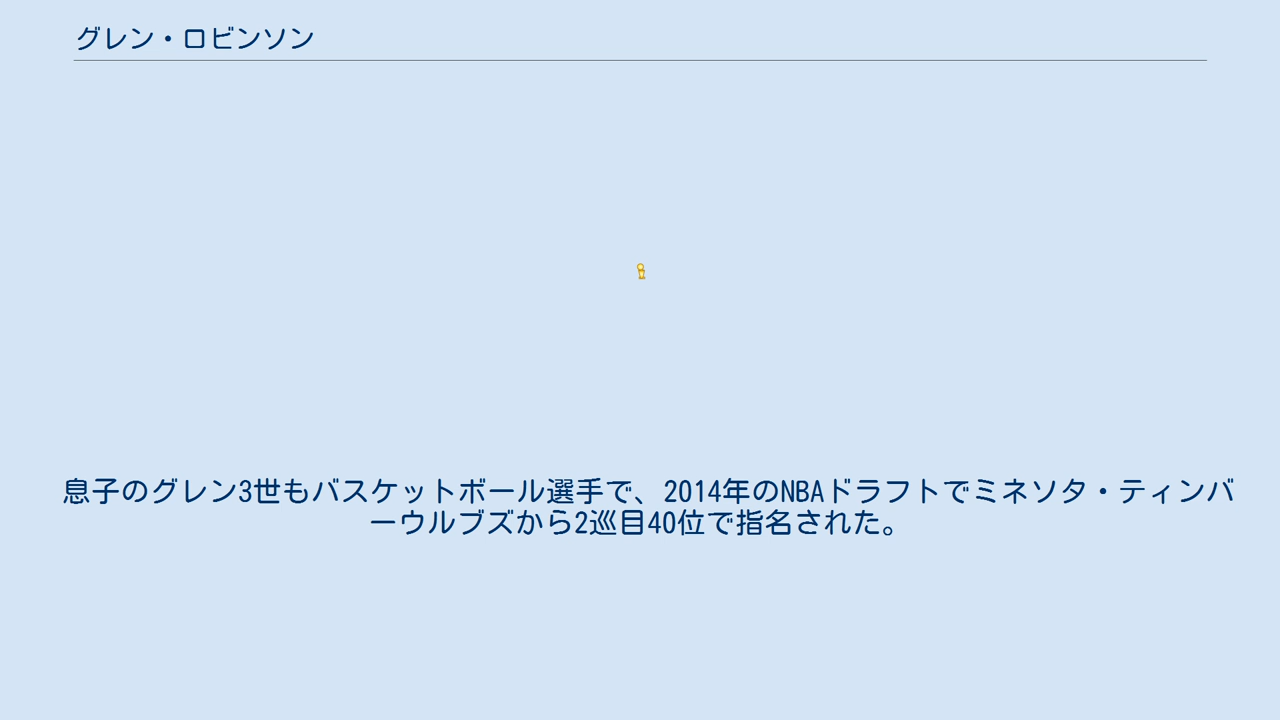 グレン・ロビンソン
息子のグレン3世もバスケットボール選手で、2014年のNBAドラフトでミネソタ・ティンバ
ーウルブズから2巡目40位で指名された。